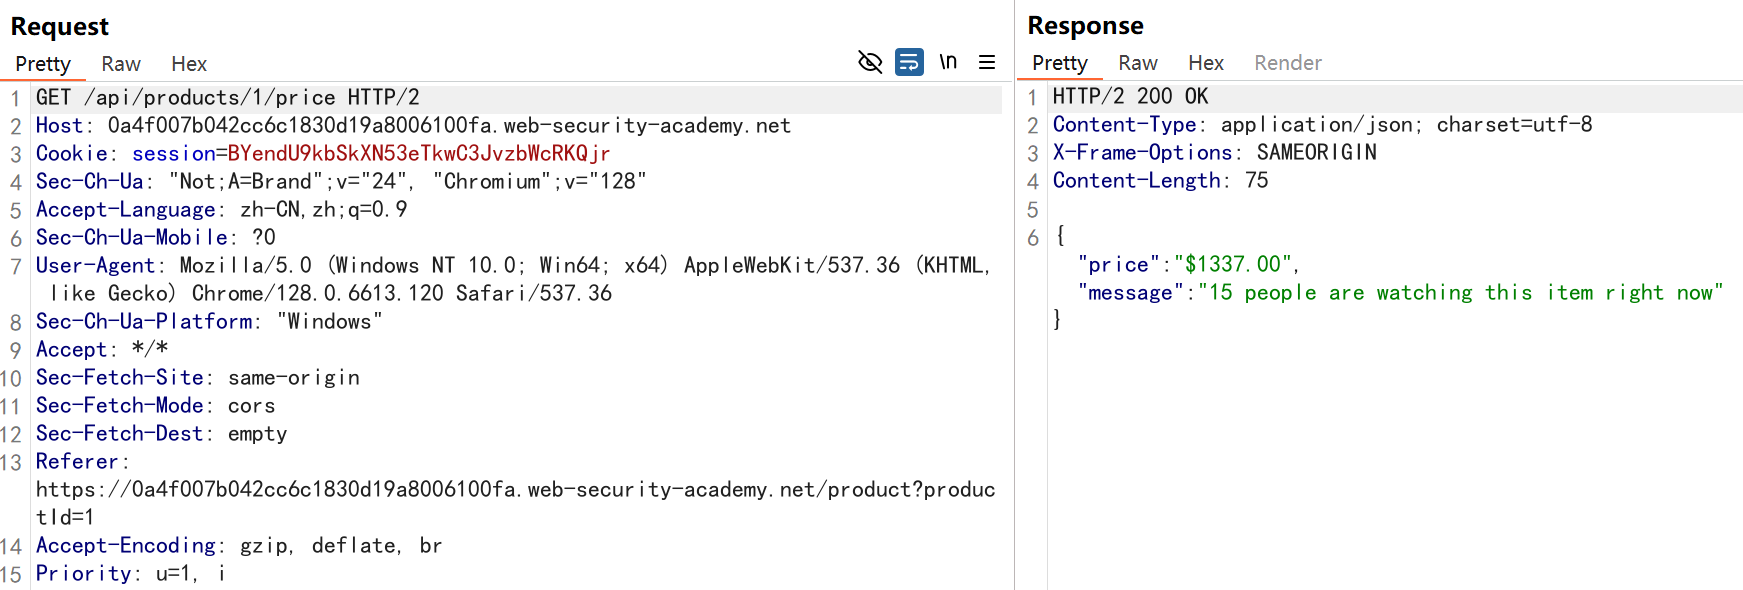 Request
Pretty Raw Hex \n
1 GET /api/products/1/price HTTP/2
2 Host: 0a4f007b042cc6c1830d19a8006100fa.web-security-academy.net
3 Cookie: session=BYendU9kbSkXN53eTkwC3JvzbWcRKQjr
4 Sec-Ch-Ua: "Not;A=Brand";v="24", "Chromium";v="128"
5 Accept-Language: zh-CN,zh;q=0.9
6 Sec-Ch-Ua-Mobile: ?0
7 User-Agent: Mozilla/5.0 (Windows NT 10.0; Win64; x64) AppleWebKit/537.36 (KHTML,
like Gecko) Chrome/128.0.6613.120 Safari/537.36
8 Sec-Ch-Ua-Platform: "Windows"
9 Accept: */*
10 Sec-Fetch-Site: same-origin
11 Sec-Fetch-Mode: cors
12 Sec-Fetch-Dest: empty
13 Referer:
https://0a4f007b042cc6c1830d19a8006100fa.web-security-academy.net/product?produc
tId=1
14 Accept-Encoding: gzip, deflate, br
15 Priority: u=1, i
Response
Pretty Raw Hex Render
1 HTTP/2 200 OK
2 Content-Type: application/json; charset=utf-8
3 X-Frame-Options: SAMEORIGIN
4 Content-Length: 75
5
6 {
"price":"$1337.00",
"message":"15 people are watching this item right now"
}